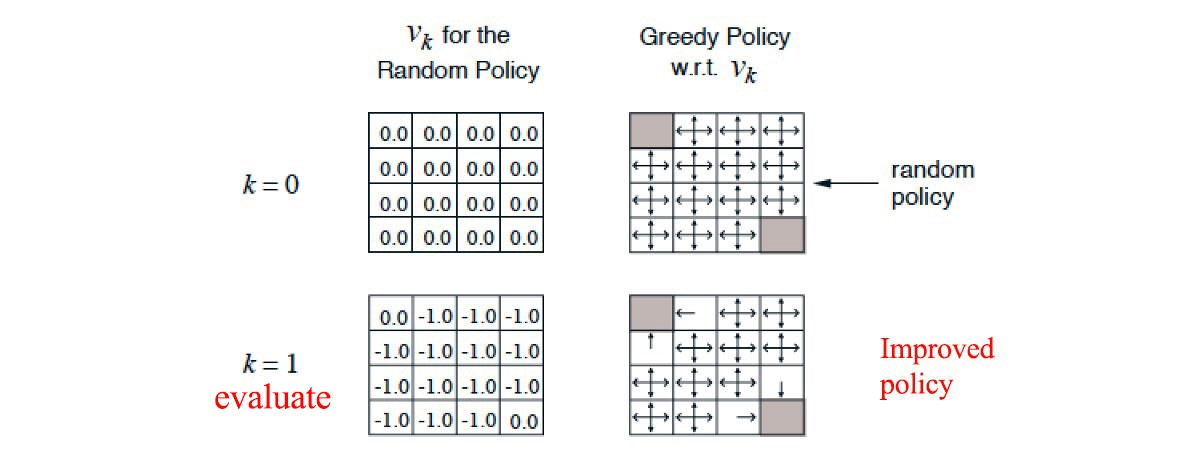 v_k for the
Random Policy
Greedy Policy
w.r.t. v_k
k = 0
0.0 0.0 0.0 0.0
0.0 0.0 0.0 0.0
0.0 0.0 0.0 0.0
0.0 0.0 0.0 0.0
random
policy
k = 1
evaluate
0.0 -1.0 -1.0 -1.0
-1.0 -1.0 -1.0 -1.0
-1.0 -1.0 -1.0 -1.0
-1.0 -1.0 -1.0 0.0
Improved
policy